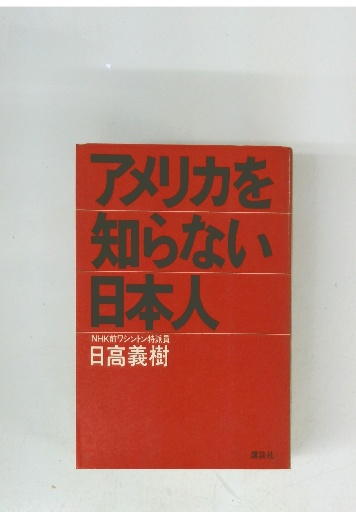 アメリカを
知らない
日本人
NHK前ワシントン特派員
日高義樹
講談社